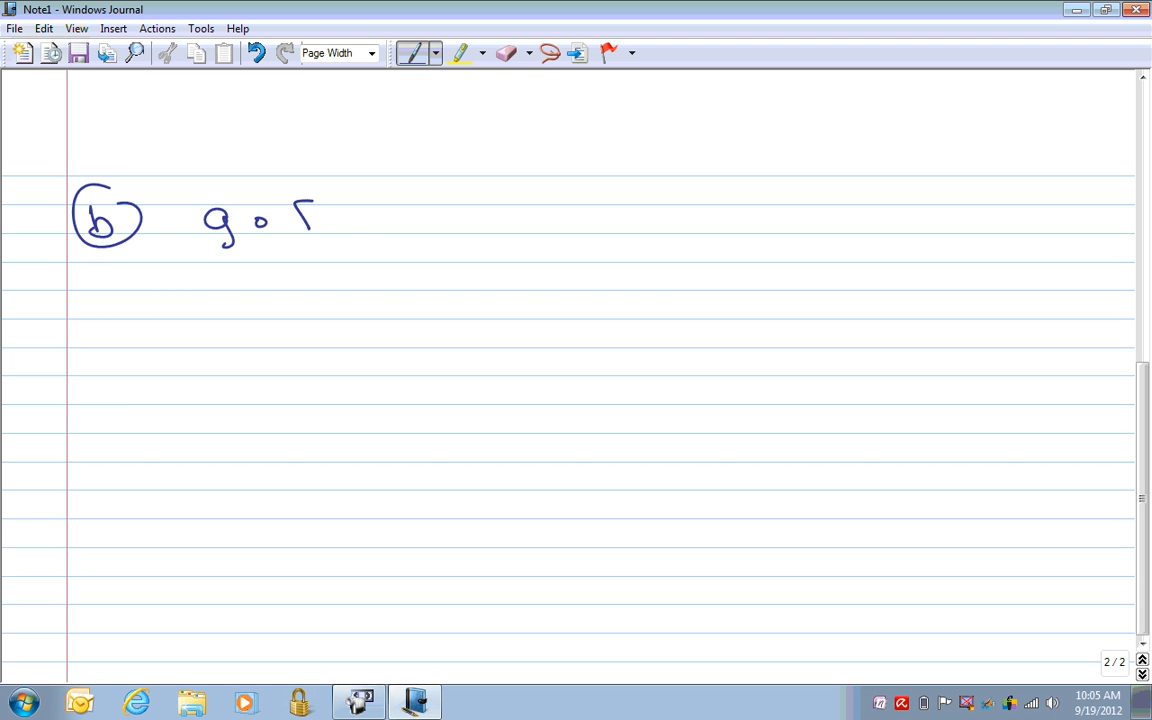 Note1 - Windows Journal
File Edit View Insert Actions Tools Help
Page Width
b g ∘
2 / 2
10:05 AM
9/19/2012